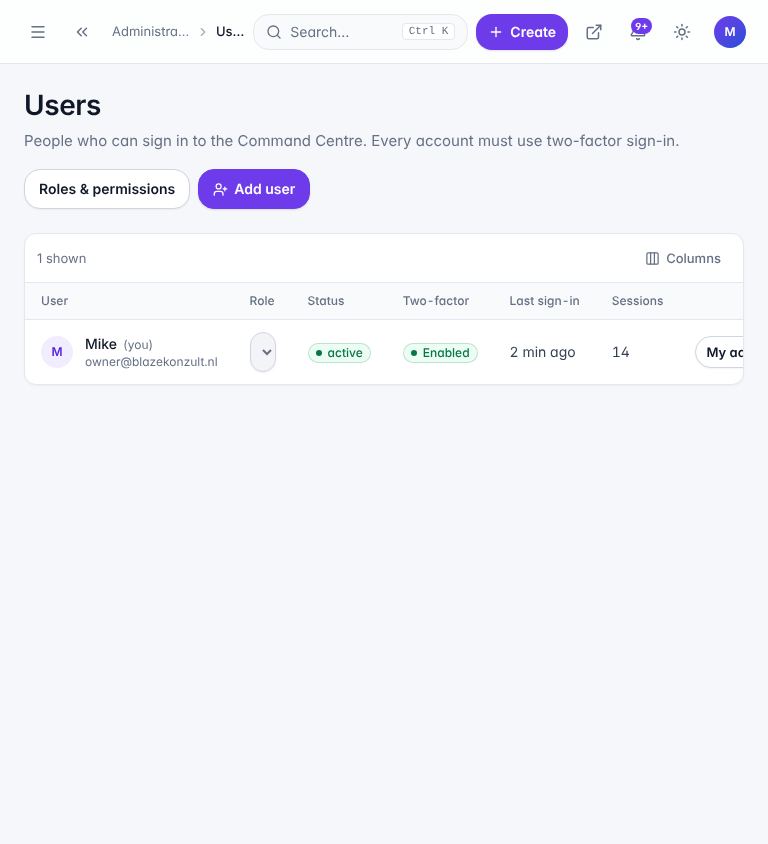 Administra... > Us...
Search...
Ctrl K
Create
9+
M
Users
People who can sign in to the Command Centre. Every account must use two-factor sign-in.
Roles & permissions
Add user
1 shown
Columns
User Role Status Two-factor Last sign-in Sessions
M
Mike (you)
owner@blazekonzult.nl
active
Enabled
2 min ago
14
My ac